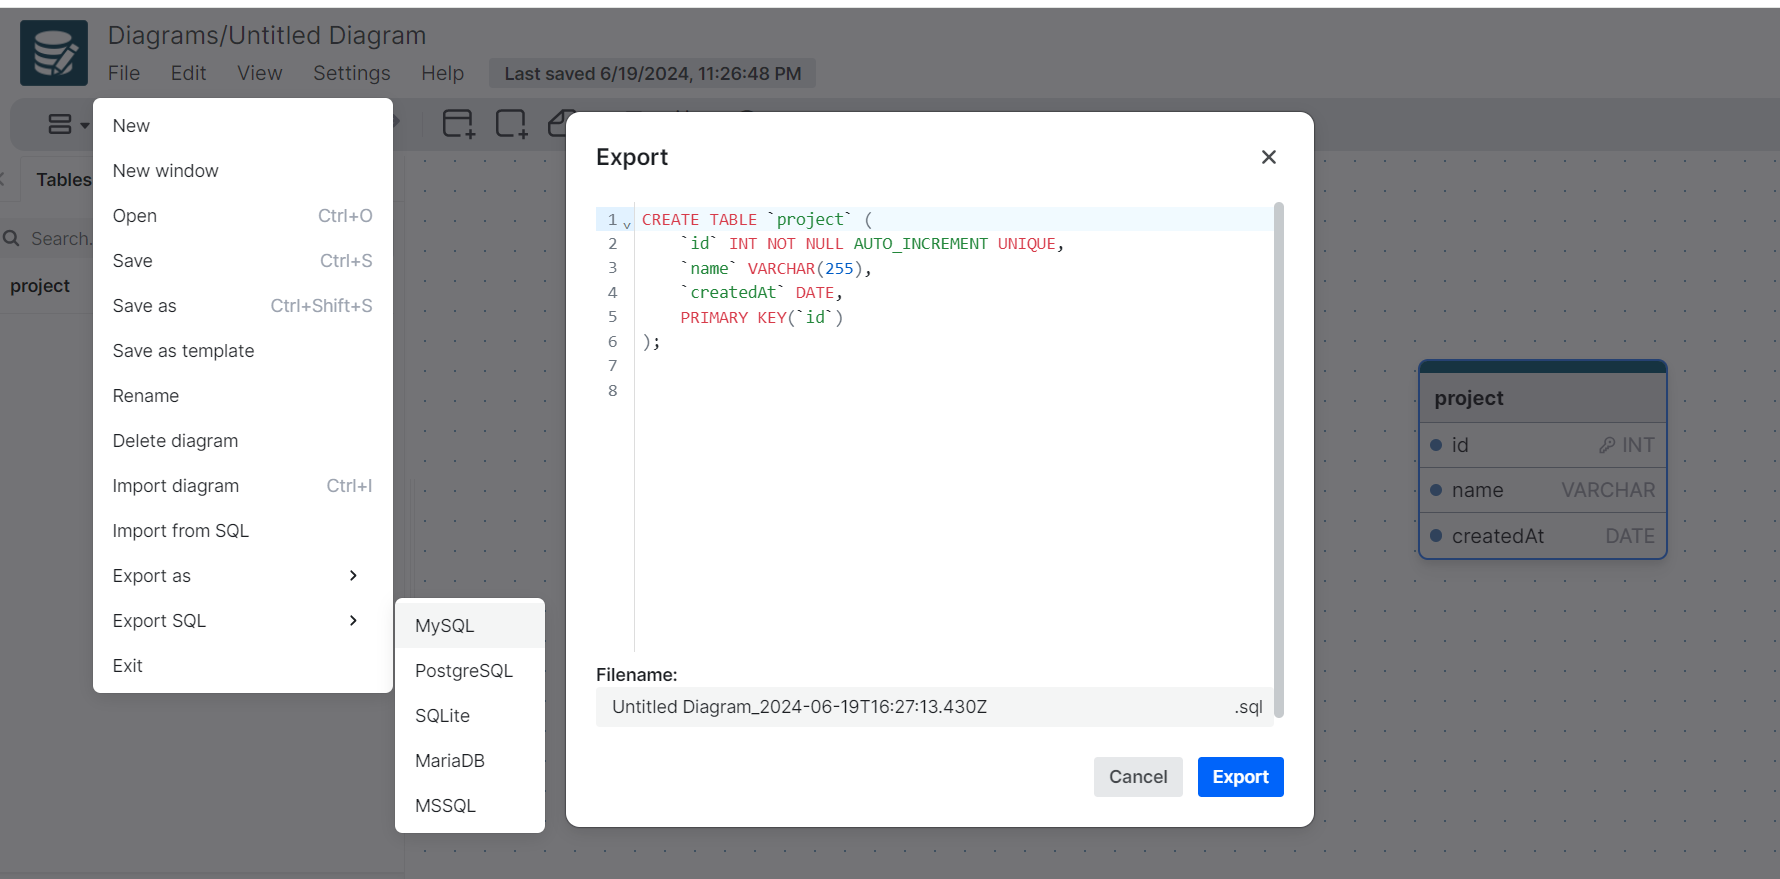 Diagrams/Untitled Diagram
File Edit View Settings Help Last saved 6/19/2024, 11:26:48 PM
Tables
Search.
project
New
New window
Open Ctrl+O
Save Ctrl+S
Save as Ctrl+Shift+S
Save as template
Rename
Delete diagram
Import diagram Ctrl+I
Import from SQL
Export as
Export SQL
Exit
MySQL
PostgreSQL
SQLite
MariaDB
MSSQL
Export
1 CREATE TABLE `project` (
2 `id` INT NOT NULL AUTO_INCREMENT UNIQUE,
3 `name` VARCHAR(255),
4 `createdAt` DATE,
5 PRIMARY KEY(`id`)
6 );
7
8
Filename:
Untitled Diagram_2024-06-19T16:27:13.430Z .sql
Cancel Export
project
id INT
name VARCHAR
createdAt DATE